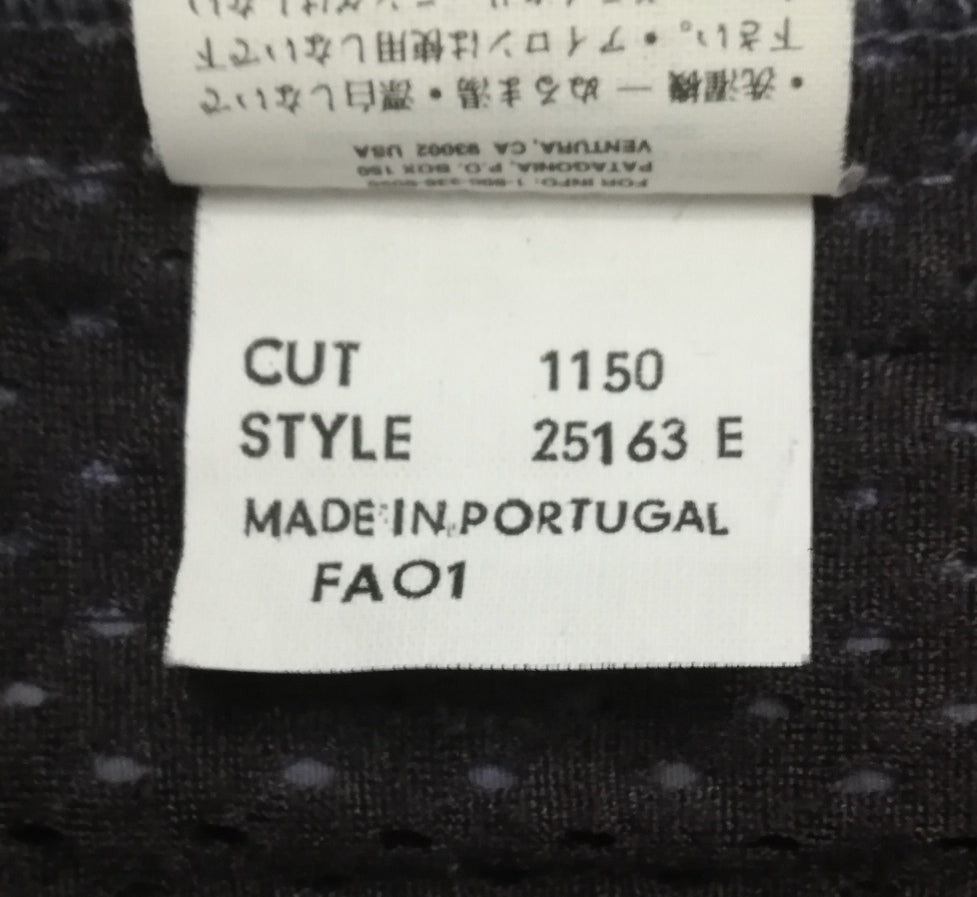 CUT 1150
STYLE 25163 E
MADE IN PORTUGAL
FA01
PATAGONIA, P.O. BOX 150
VENTURA, CA 93002 USA
• 洗濯機 — ぬるま湯 • 漂白しないで
下さい。 • アイロンは使用しないで下